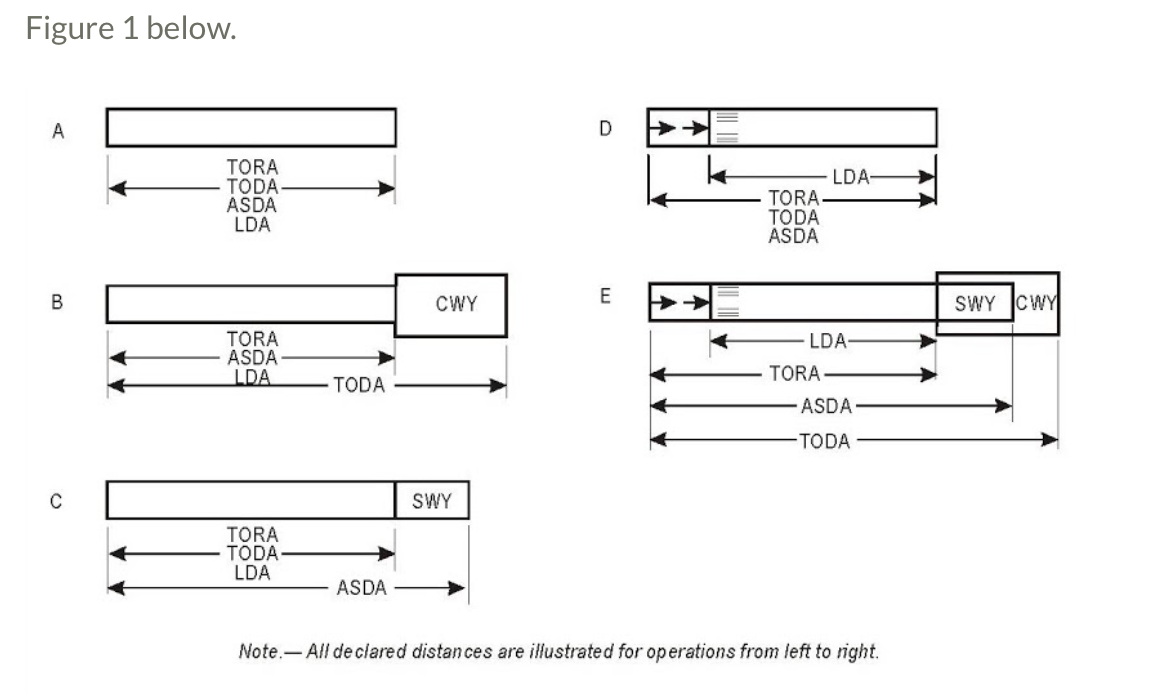 Figure 1 below.
A
TORA
TODA
ASDA
LDA
B
CWY
TORA
ASDA
LDA
TODA
C
SWY
TORA
TODA
LDA
ASDA
D
LDA
TORA
TODA
ASDA
E
SWY CWY
LDA
TORA
ASDA
TODA
Note.— All declared distances are illustrated for operations from left to right.